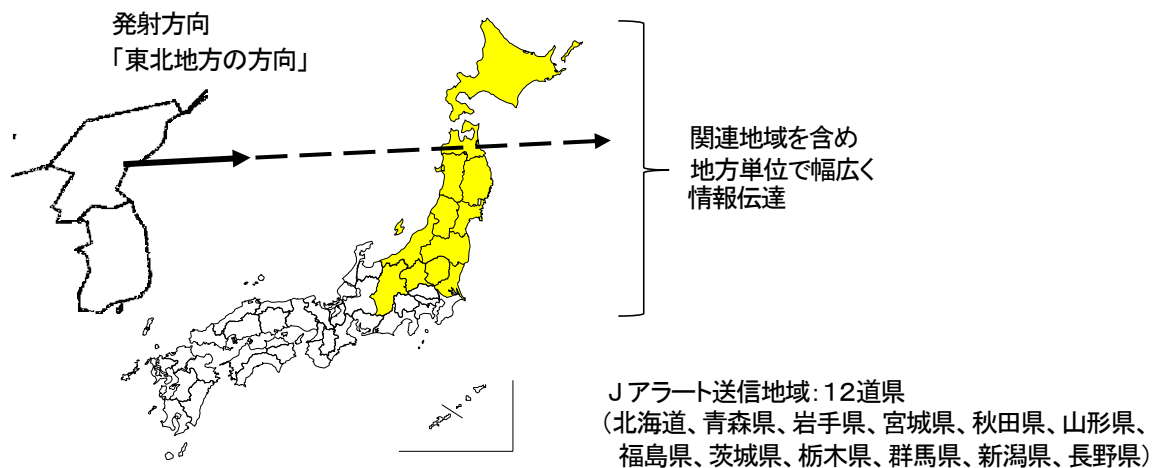 発射方向
「東北地方の方向」
関連地域を含め
地方単位で幅広く
情報伝達
Jアラート送信地域:12道県
(北海道、青森県、岩手県、宮城県、秋田県、山形県、
福島県、茨城県、栃木県、群馬県、新潟県、長野県)